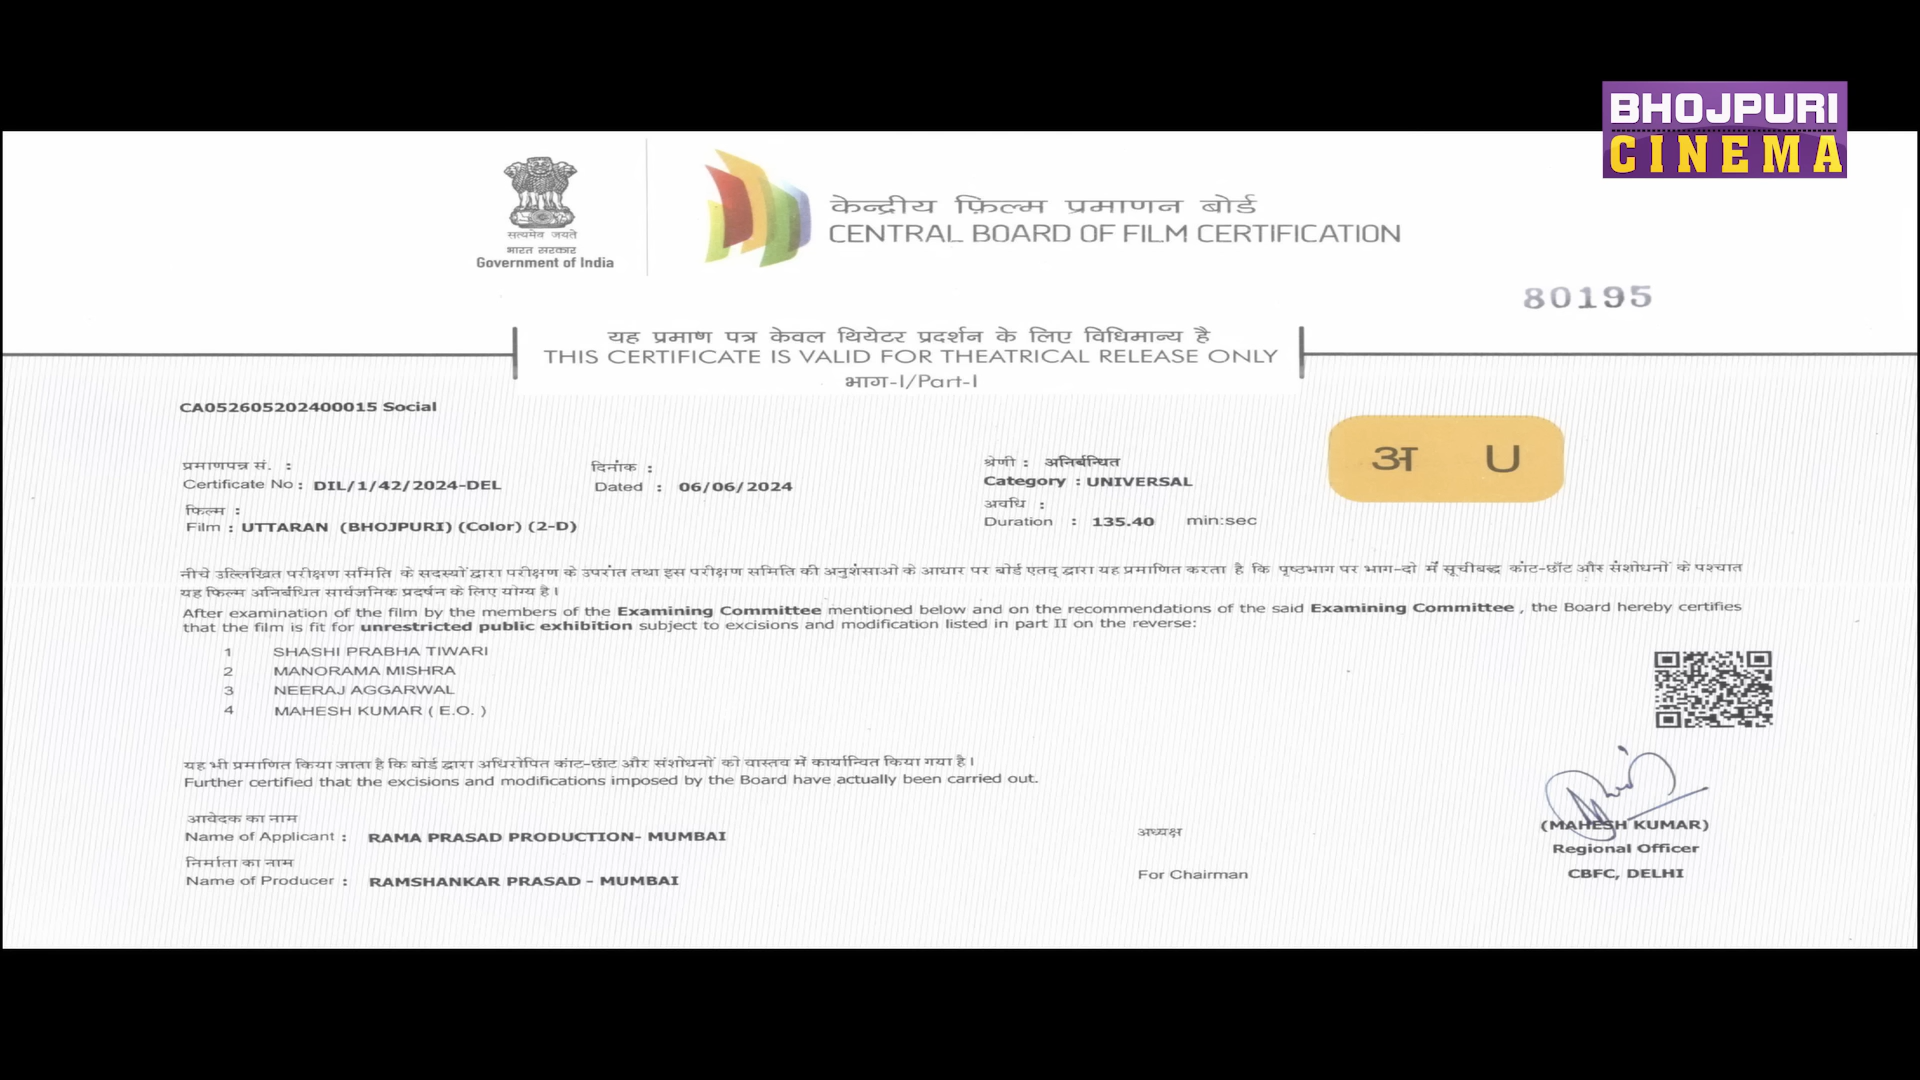 BHOJPURI
CINEMA
सत्यमेव जयते
भारत सरकार
Government of India
केन्द्रीय फ़िल्म प्रमाणन बोर्ड
CENTRAL BOARD OF FILM CERTIFICATION
80195
यह प्रमाण पत्र केवल थियेटर प्रदर्शन के लिए विधिमान्य है
THIS CERTIFICATE IS VALID FOR THEATRICAL RELEASE ONLY
भाग-I/Part-I
CA052605202400015 Social
अ U
प्रमाणपत्र सं. :
Certificate No : DIL/1/42/2024-DEL
दिनांक :
Dated : 06/06/2024
श्रेणी : अनिर्बन्धित
Category : UNIVERSAL
अवधि :
Duration : 135.40 min:sec
फिल्म :
Film : UTTARAN (BHOJPURI) (Color) (2-D)
नीचे उल्लिखित परीक्षण समिति के सदस्यों द्वारा परीक्षण के उपरांत तथा इस परीक्षण समिति की अनुशंसाओ के आधार पर बोर्ड एतद् द्वारा यह प्रमाणित करता है कि पृष्ठभाग पर भाग-दो में सूचीबद्ध कांट-छाँट और संशोधनों के पश्चात
यह फिल्म अनिर्बंधित सार्वजनिक प्रदर्षन के लिए योग्य है।
After examination of the film by the members of the Examining Committee mentioned below and on the recommendations of the said Examining Committee , the Board hereby certifies
that the film is fit for unrestricted public exhibition subject to excisions and modification listed in part II on the reverse:
1 SHASHI PRABHA TIWARI
2 MANORAMA MISHRA
3 NEERAJ AGGARWAL
4 MAHESH KUMAR ( E.O. )
यह भी प्रमाणित किया जाता है कि बोर्ड द्वारा अधिरोपित कांट-छांट और संशोधनों को वास्तव में कार्यान्वित किया गया है।
Further certified that the excisions and modifications imposed by the Board have actually been carried out.
आवेदक का नाम
Name of Applicant : RAMA PRASAD PRODUCTION- MUMBAI
निर्माता का नाम
Name of Producer : RAMSHANKAR PRASAD - MUMBAI
अध्यक्ष
For Chairman
(MAHESH KUMAR)
Regional Officer
CBFC, DELHI